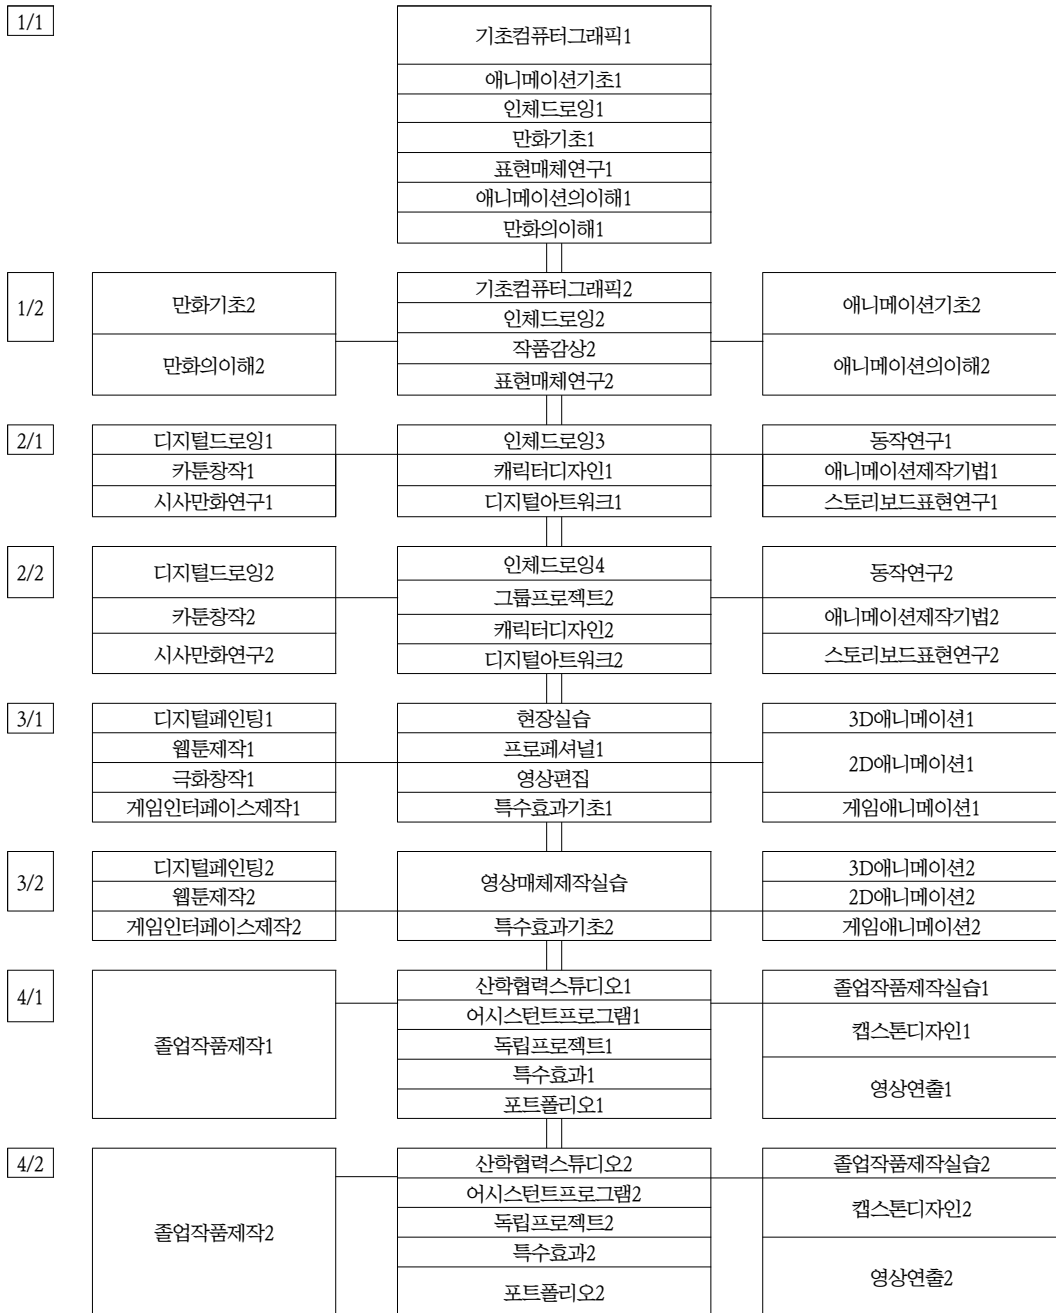 1/1
기초컴퓨터그래픽1
애니메이션기초1
인체드로잉1
만화기초1
표현매체연구1
애니메이션의이해1
만화의이해1
1/2
만화기초2
만화의이해2
기초컴퓨터그래픽2
인체드로잉2
작품감상2
표현매체연구2
애니메이션기초2
애니메이션의이해2
2/1
디지털드로잉1
카툰창작1
시사만화연구1
인체드로잉3
캐릭터디자인1
디지털아트워크1
동작연구1
애니메이션제작기법1
스토리보드표현연구1
2/2
디지털드로잉2
카툰창작2
시사만화연구2
인체드로잉4
그룹프로젝트2
캐릭터디자인2
디지털아트워크2
동작연구2
애니메이션제작기법2
스토리보드표현연구2
3/1
디지털페인팅1
웹툰제작1
극화창작1
게임인터페이스제작1
현장실습
프로페셔널1
영상편집
특수효과기초1
3D애니메이션1
2D애니메이션1
게임애니메이션1
3/2
디지털페인팅2
웹툰제작2
게임인터페이스제작2
영상매체제작실습
특수효과기초2
3D애니메이션2
2D애니메이션2
게임애니메이션2
4/1
졸업작품제작1
산학협력스튜디오1
어시스턴트프로그램1
독립프로젝트1
특수효과1
포트폴리오1
졸업작품제작실습1
캡스톤디자인1
영상연출1
4/2
졸업작품제작2
산학협력스튜디오2
어시스턴트프로그램2
독립프로젝트2
특수효과2
포트폴리오2
졸업작품제작실습2
캡스톤디자인2
영상연출2